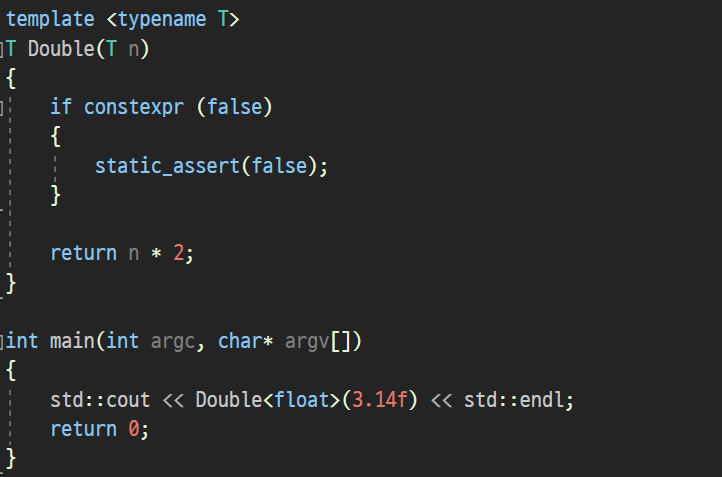 template <typename T>
T Double(T n)
{
    if constexpr (false)
    {
        static_assert(false);
    }

    return n * 2;
}

int main(int argc, char* argv[])
{
    std::cout << Double<float>(3.14f) << std::endl;
    return 0;
}